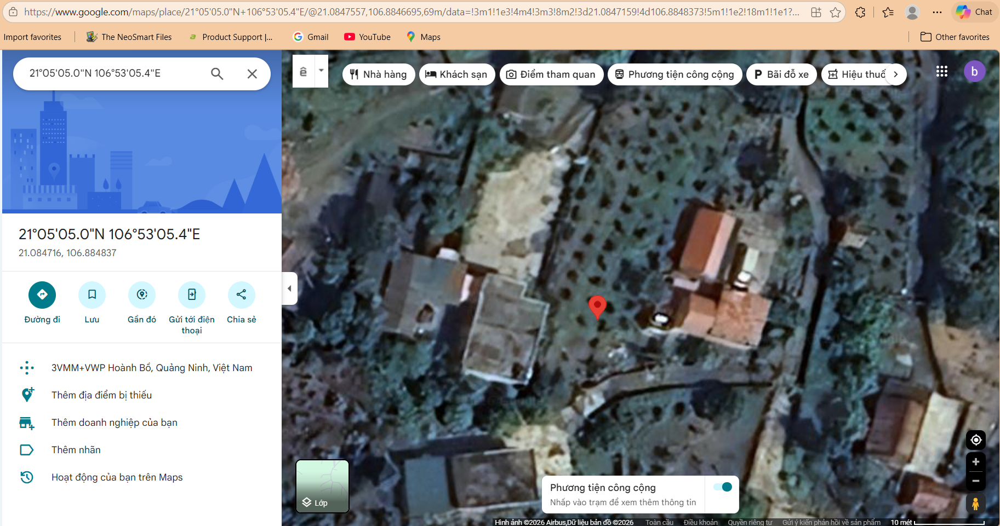 https://www.google.com/maps/place/21°05'05.0"N+106°53'05.4"E/@21.0847557,106.8846695,69m/data=!3m1!1e3!4m4!3m3!8m2!3d21.0847159!4d106.8848373!5m1!1e2!18m1!1e1?...
Chat
Import favorites
The NeoSmart Files
Product Support |...
Gmail
YouTube
Maps
Other favorites
21°05'05.0"N 106°53'05.4"E
ê
Nhà hàng
Khách sạn
Điểm tham quan
Phương tiện công cộng
P Bãi đỗ xe
Hiệu thuố
b
21°05'05.0"N 106°53'05.4"E
21.084716, 106.884837
Đường đi
Lưu
Gần đó
Gửi tới điện thoại
Chia sẻ
3VMM+VWP Hoành Bồ, Quảng Ninh, Việt Nam
Thêm địa điểm bị thiếu
Thêm doanh nghiệp của bạn
Thêm nhãn
Hoạt động của bạn trên Maps
Lớp
Phương tiện công cộng
Nhấp vào trạm để xem thêm thông tin
Hình ảnh ©2026 Airbus,Dữ liệu bản đồ ©2026 Toàn cầu Điều khoản Quyền riêng tư Gửi ý kiến phản hồi về sản phẩm 10 mét